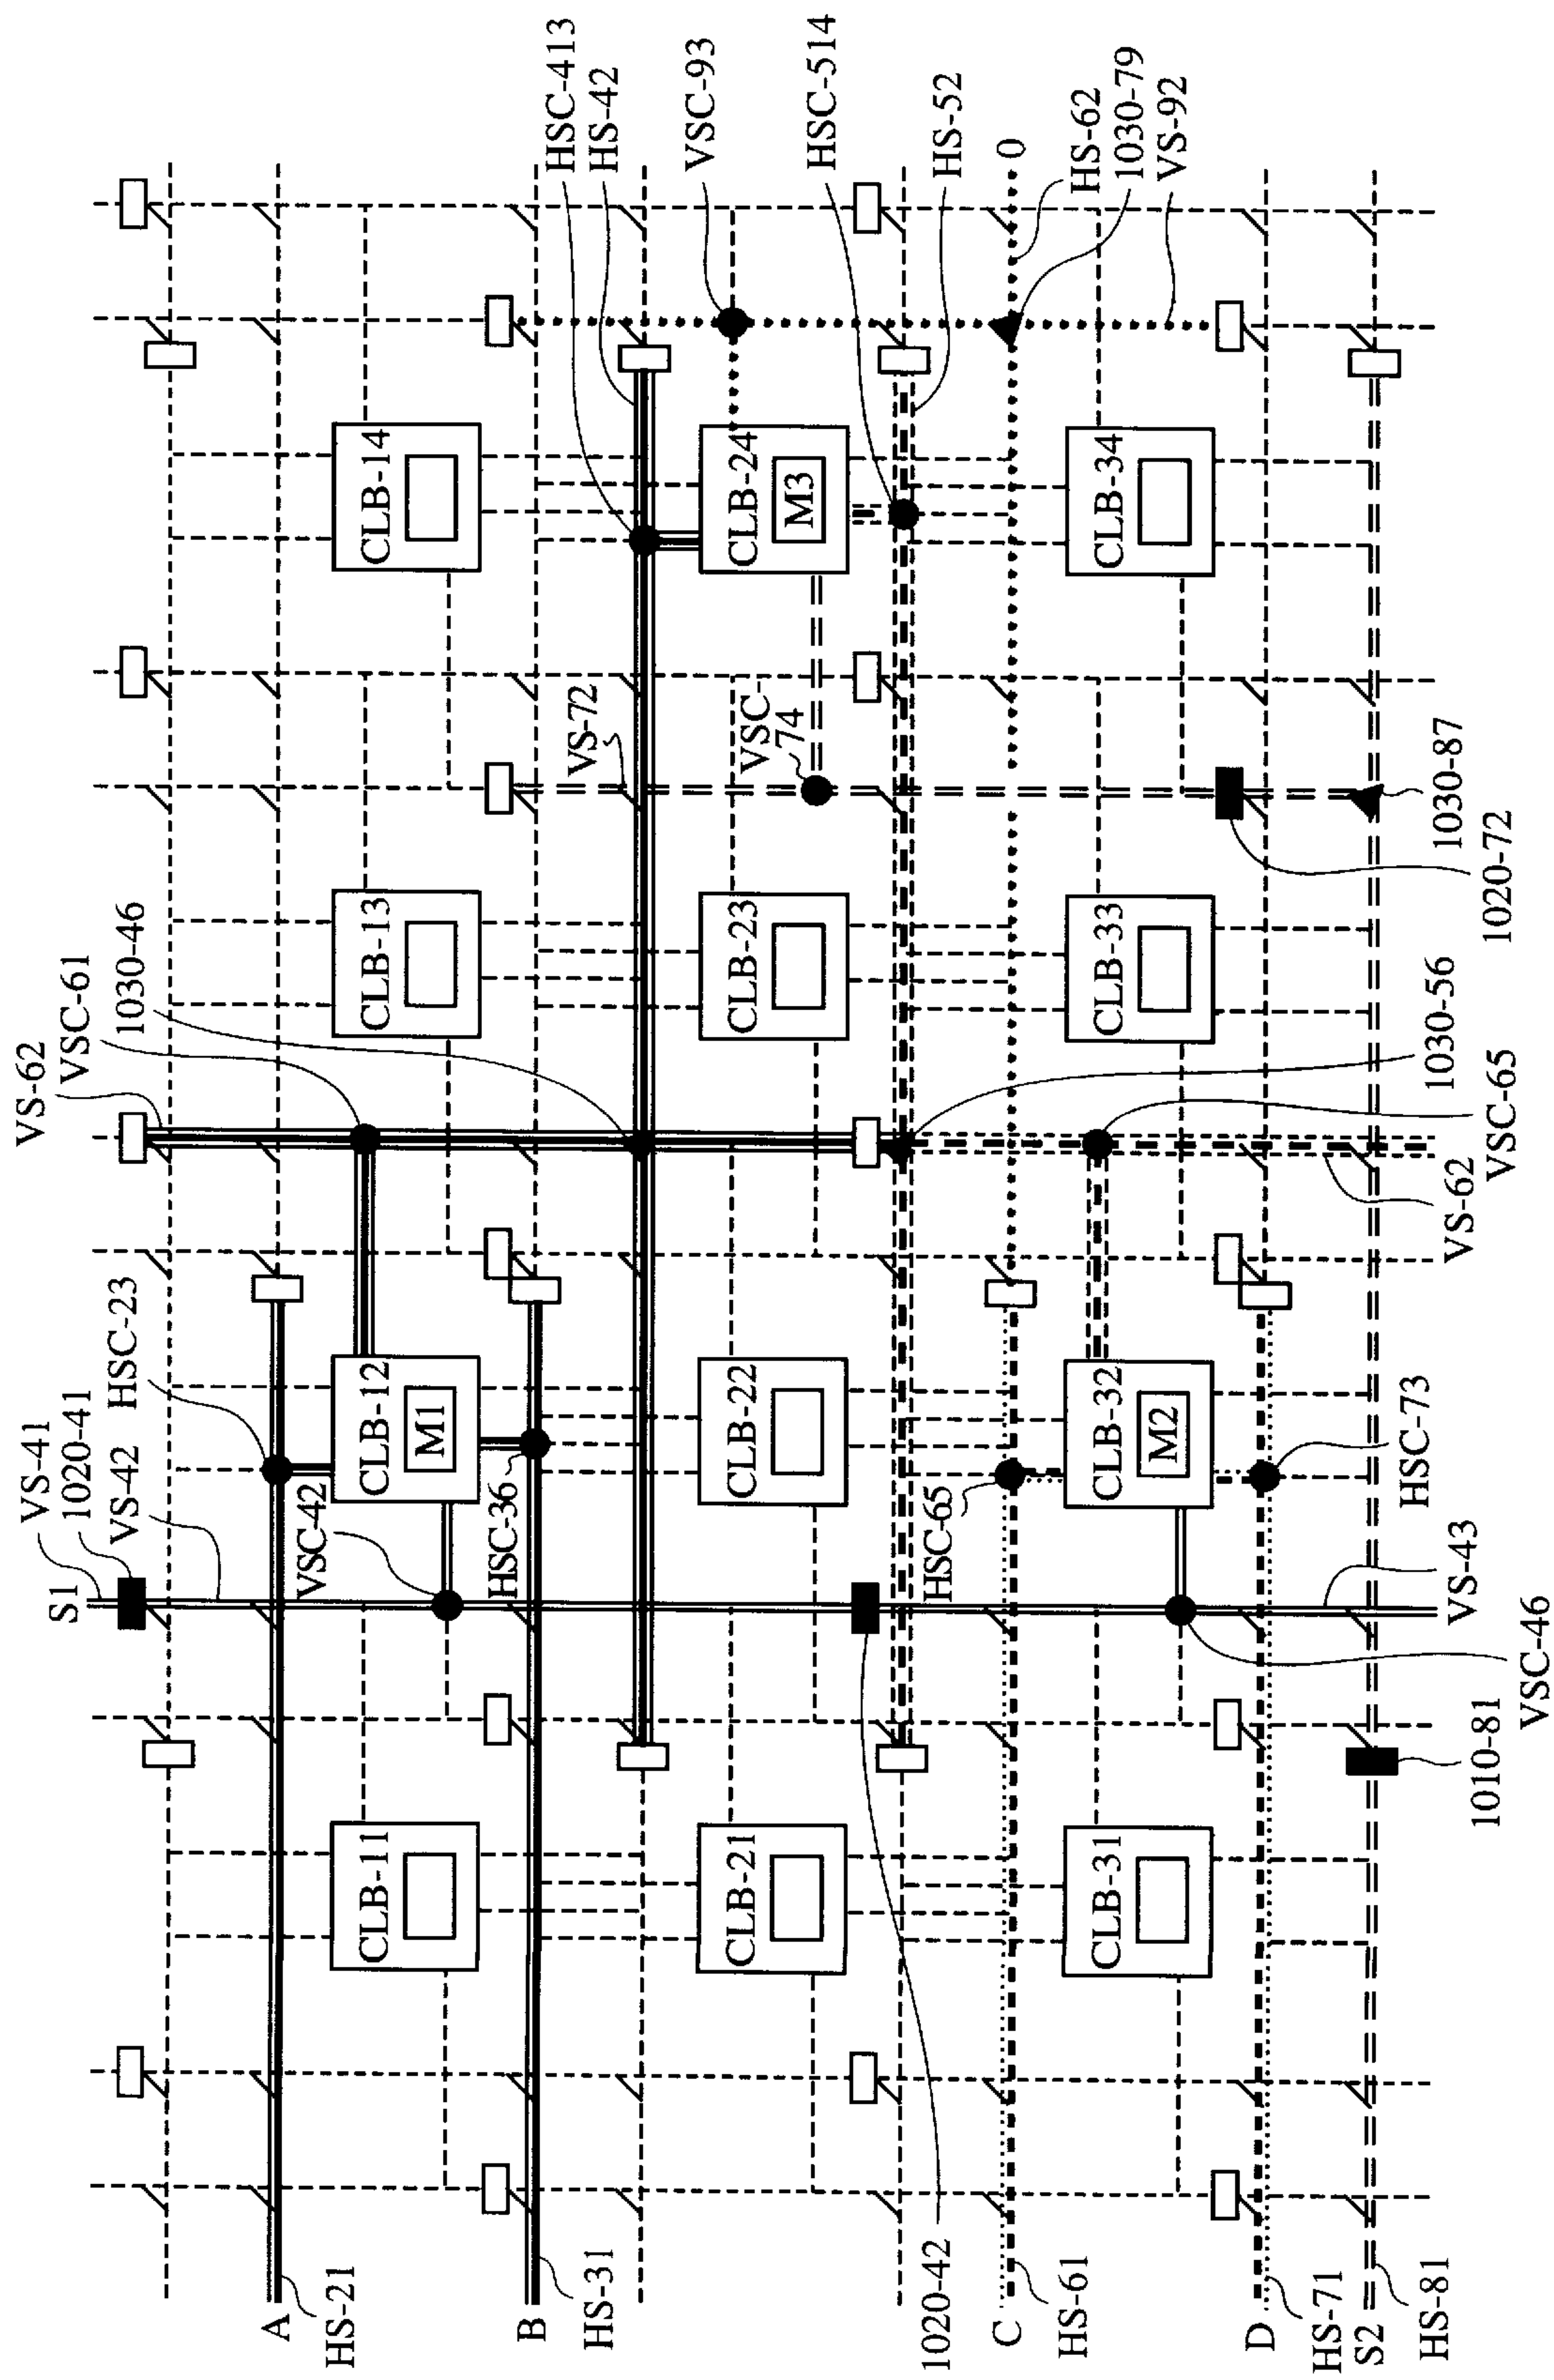 S1
VS-41
1020-41
VS-42
HSC-23
VS-62
VSC-61
1030-46
HSC-413
HS-42
VSC-93
HSC-514
HS-52
HS-62
1030-79
VS-92
A
HS-21
CLB-11
CLB-12
M1
CLB-13
CLB-14
VSC-42
HSC-36
B
HS-31
VS-72
VSC-
74
CLB-21
CLB-22
CLB-23
CLB-24
M3
1020-42
HSC-65
C
HS-61
O
CLB-31
CLB-32
M2
CLB-33
CLB-34
D
HS-71
S2
HS-81
1010-81
VSC-46
VS-43
HSC-73
VS-62
VSC-65
1030-56
1020-72
1030-87